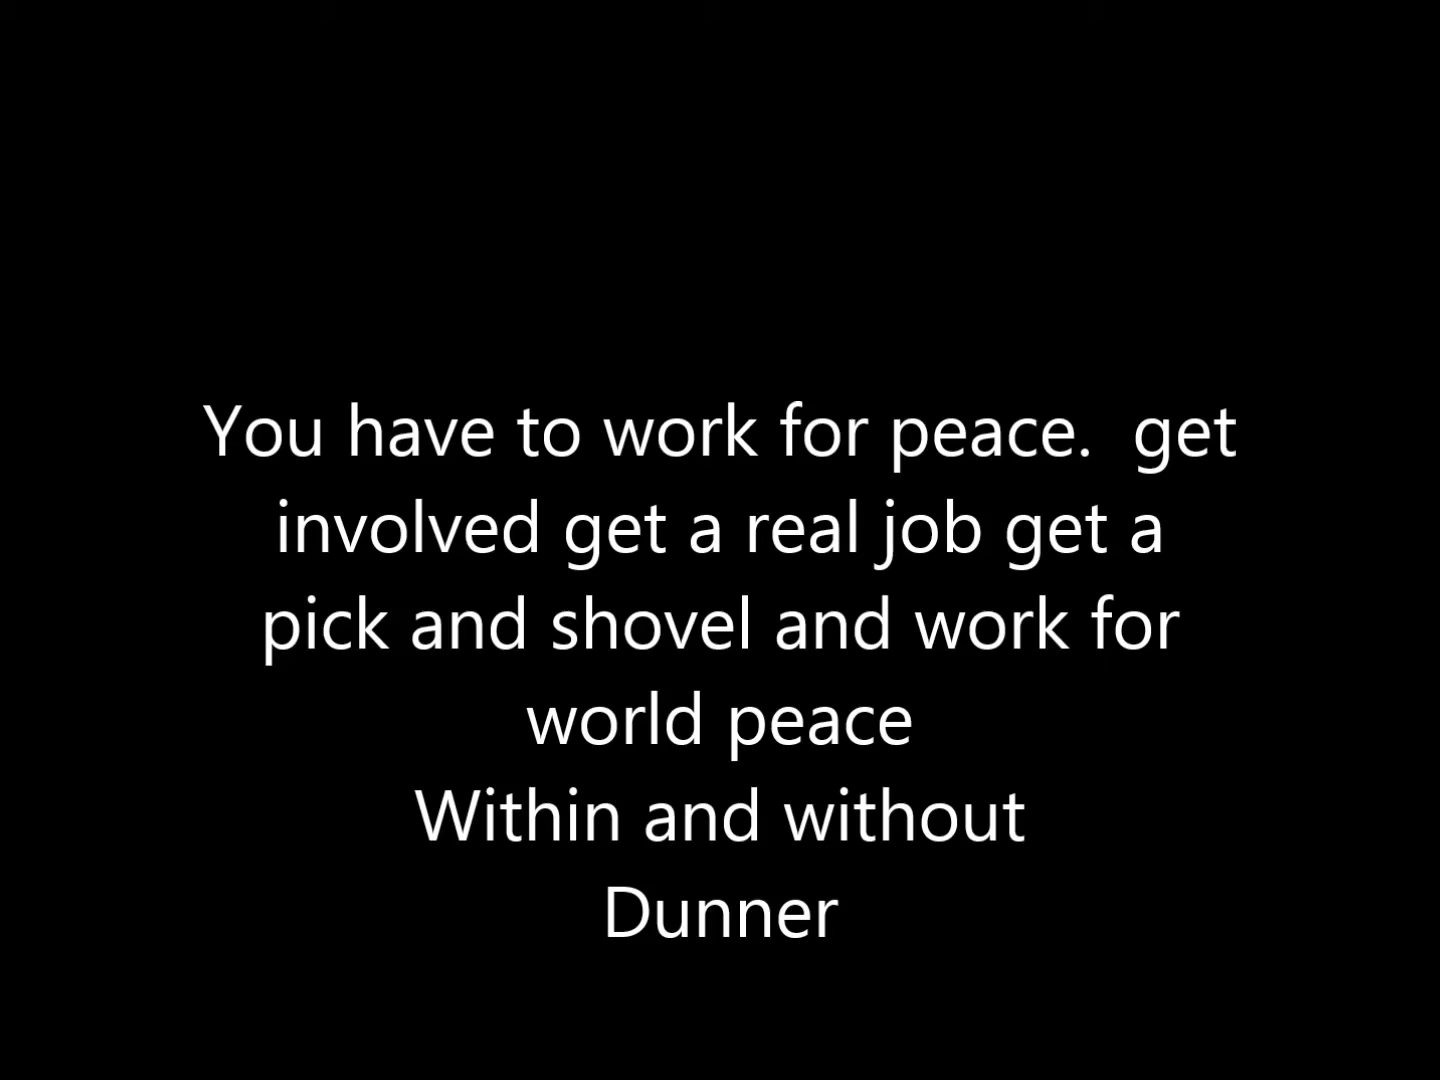 You have to work for peace.  get
involved get a real job get a
pick and shovel and work for
world peace
Within and without
Dunner